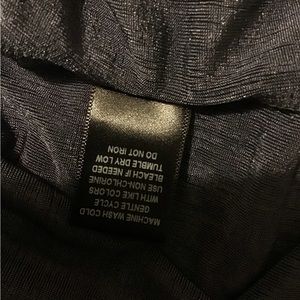 MACHINE WASH COLD
GENTLE CYCLE
WITH LIKE COLORS
USE NON-CHLORINE
BLEACH IF NEEDED
TUMBLE DRY LOW
DO NOT IRON